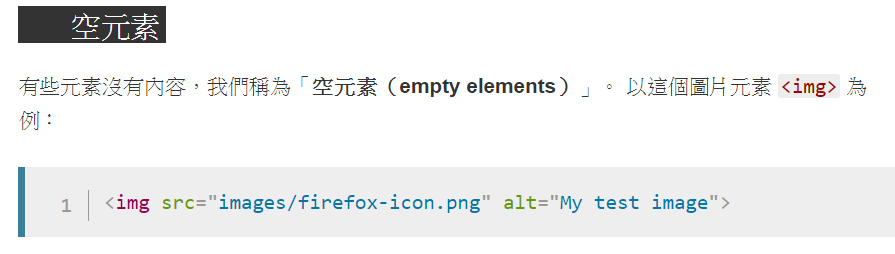 空元素
有些元素沒有內容，我們稱為「空元素（empty elements）」。 以這個圖片元素 <img> 為
例：
1 <img src="images/firefox-icon.png" alt="My test image">